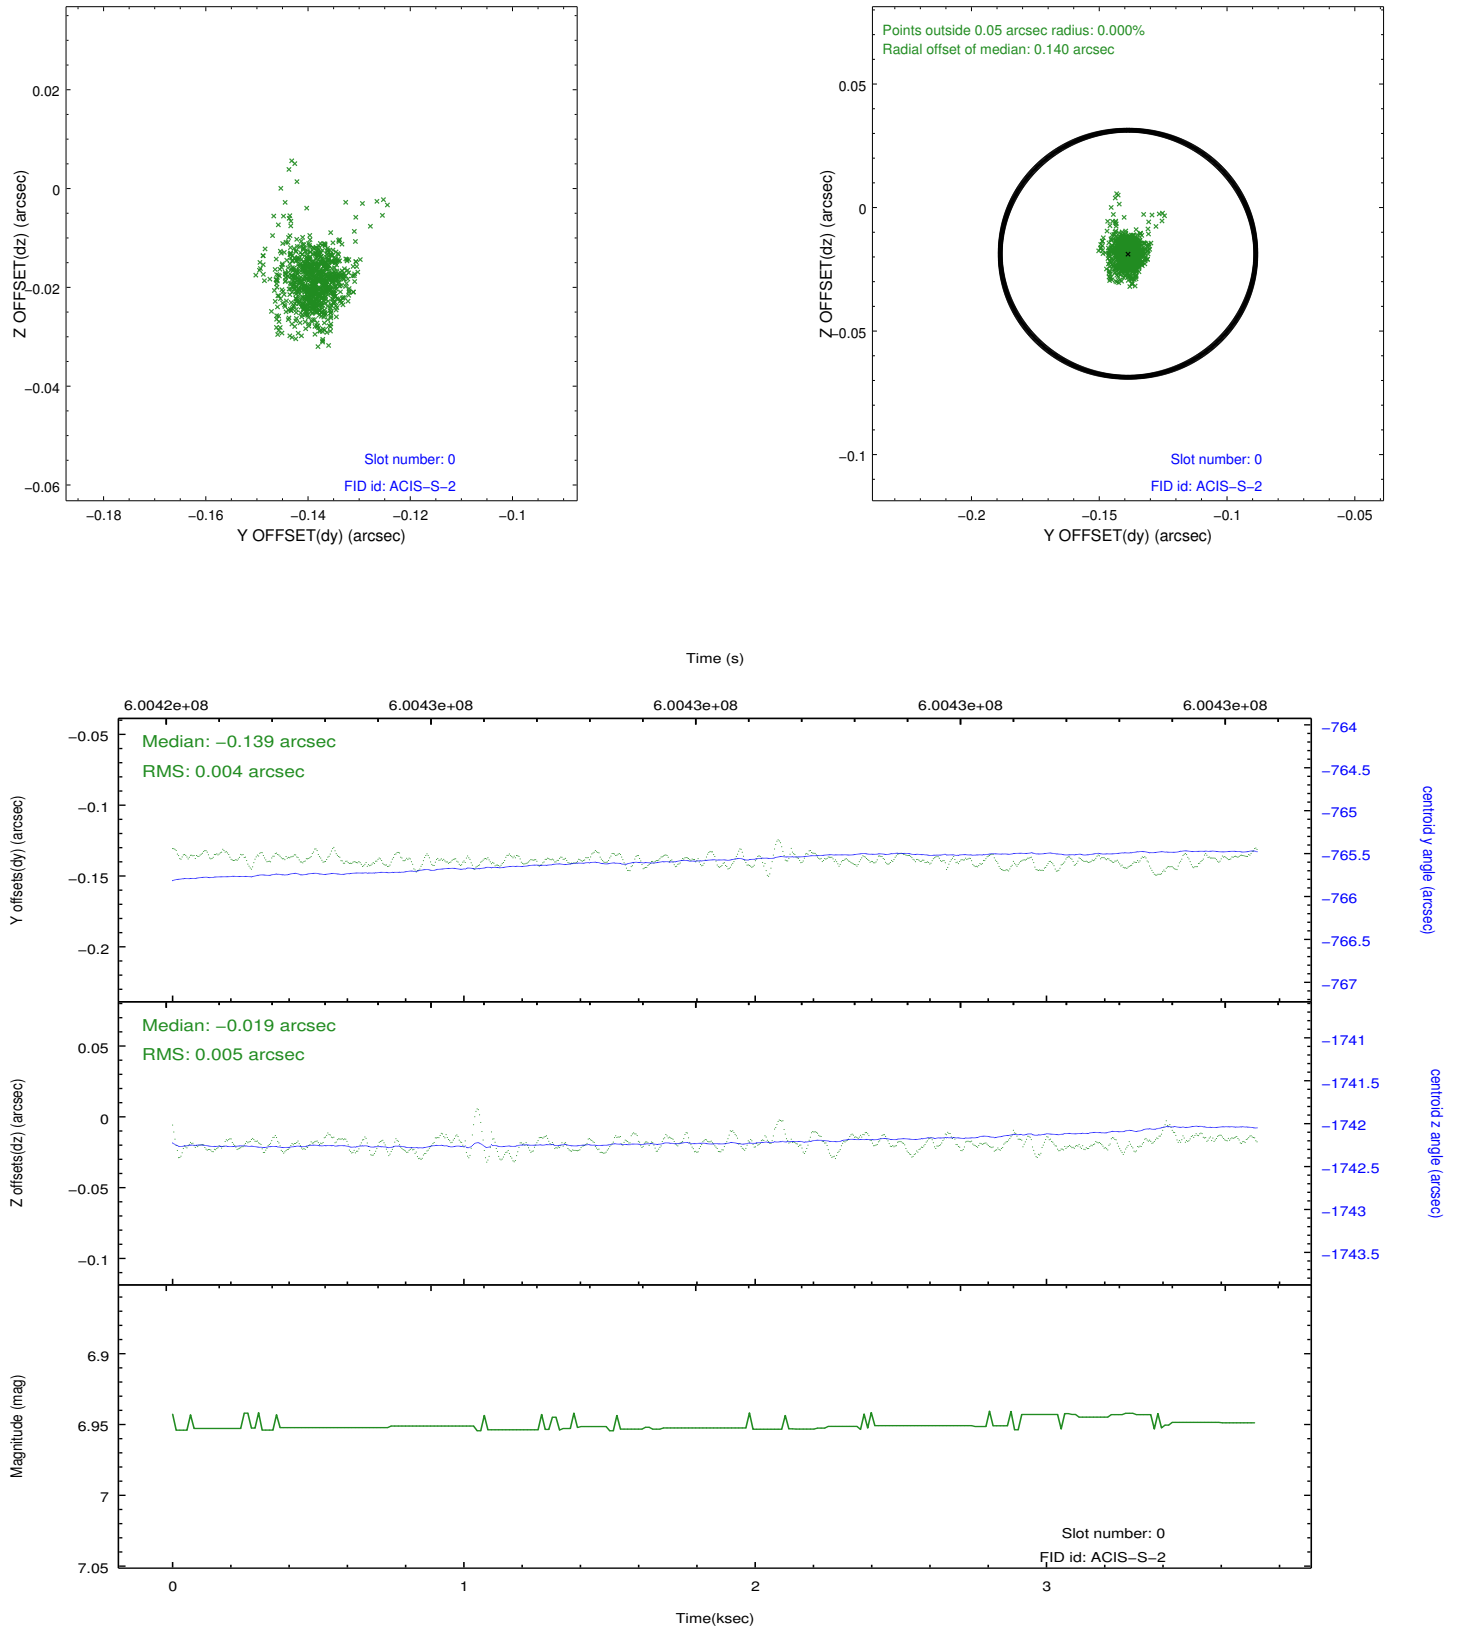 0.02
0
−0.02
−0.04
−0.06
Z OFFSET(dz) (arcsec)
Slot number: 0
FID id: ACIS−S−2
−0.18
−0.16
−0.14
−0.12
−0.1
Y OFFSET(dy) (arcsec)
Points outside 0.05 arcsec radius: 0.000%
Radial offset of median: 0.140 arcsec
0.05
0
−0.05
−0.1
Z OFFSET(dz) (arcsec)
Slot number: 0
FID id: ACIS−S−2
−0.2
−0.15
−0.1
−0.05
Y OFFSET(dy) (arcsec)
Time (s)
6.0042e+08
6.0043e+08
6.0043e+08
6.0043e+08
6.0043e+08
Median: −0.139 arcsec
RMS: 0.004 arcsec
−0.05
−0.1
−0.15
−0.2
Y offsets(dy) (arcsec)
−764
−764.5
−765
−765.5
−766
−766.5
−767
centroid y angle (arcsec)
Median: −0.019 arcsec
RMS: 0.005 arcsec
0.05
0
−0.05
−0.1
Z offsets(dz) (arcsec)
−1741
−1741.5
−1742
−1742.5
−1743
−1743.5
centroid z angle (arcsec)
6.9
6.95
7
7.05
Magnitude (mag)
Slot number: 0
FID id: ACIS−S−2
0
1
2
3
Time(ksec)